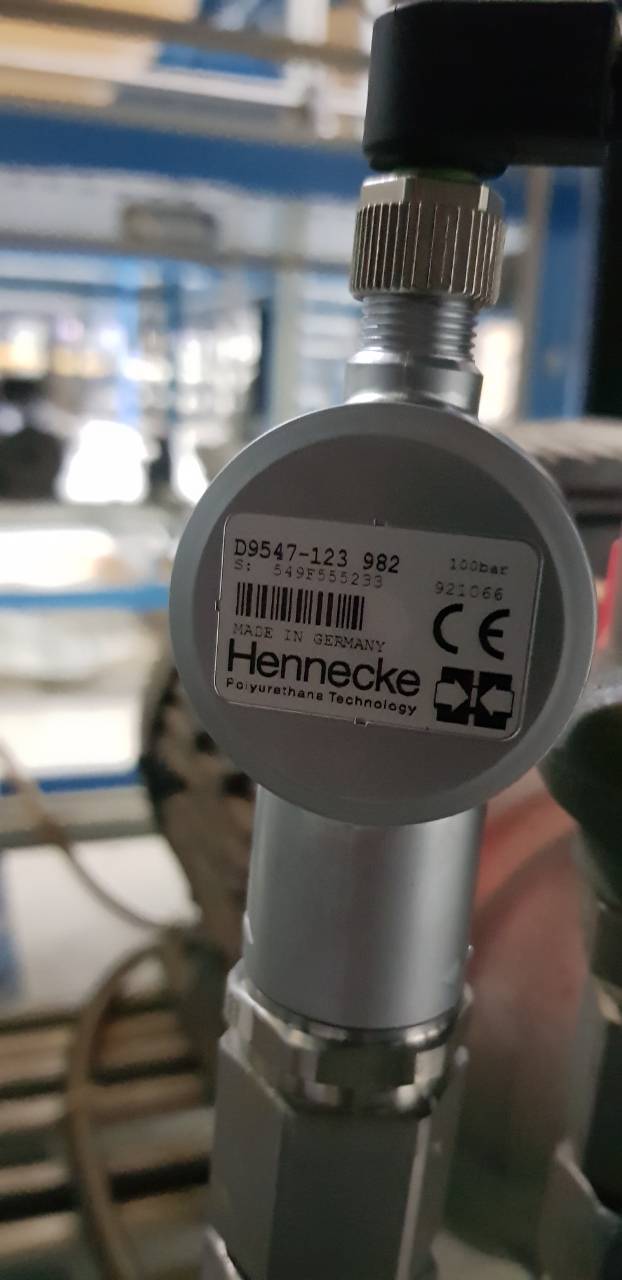 D9547-123 982
100bar
S: 549F555233
921066
CE
MADE IN GERMANY
Hennecke
Polyurethane Technology